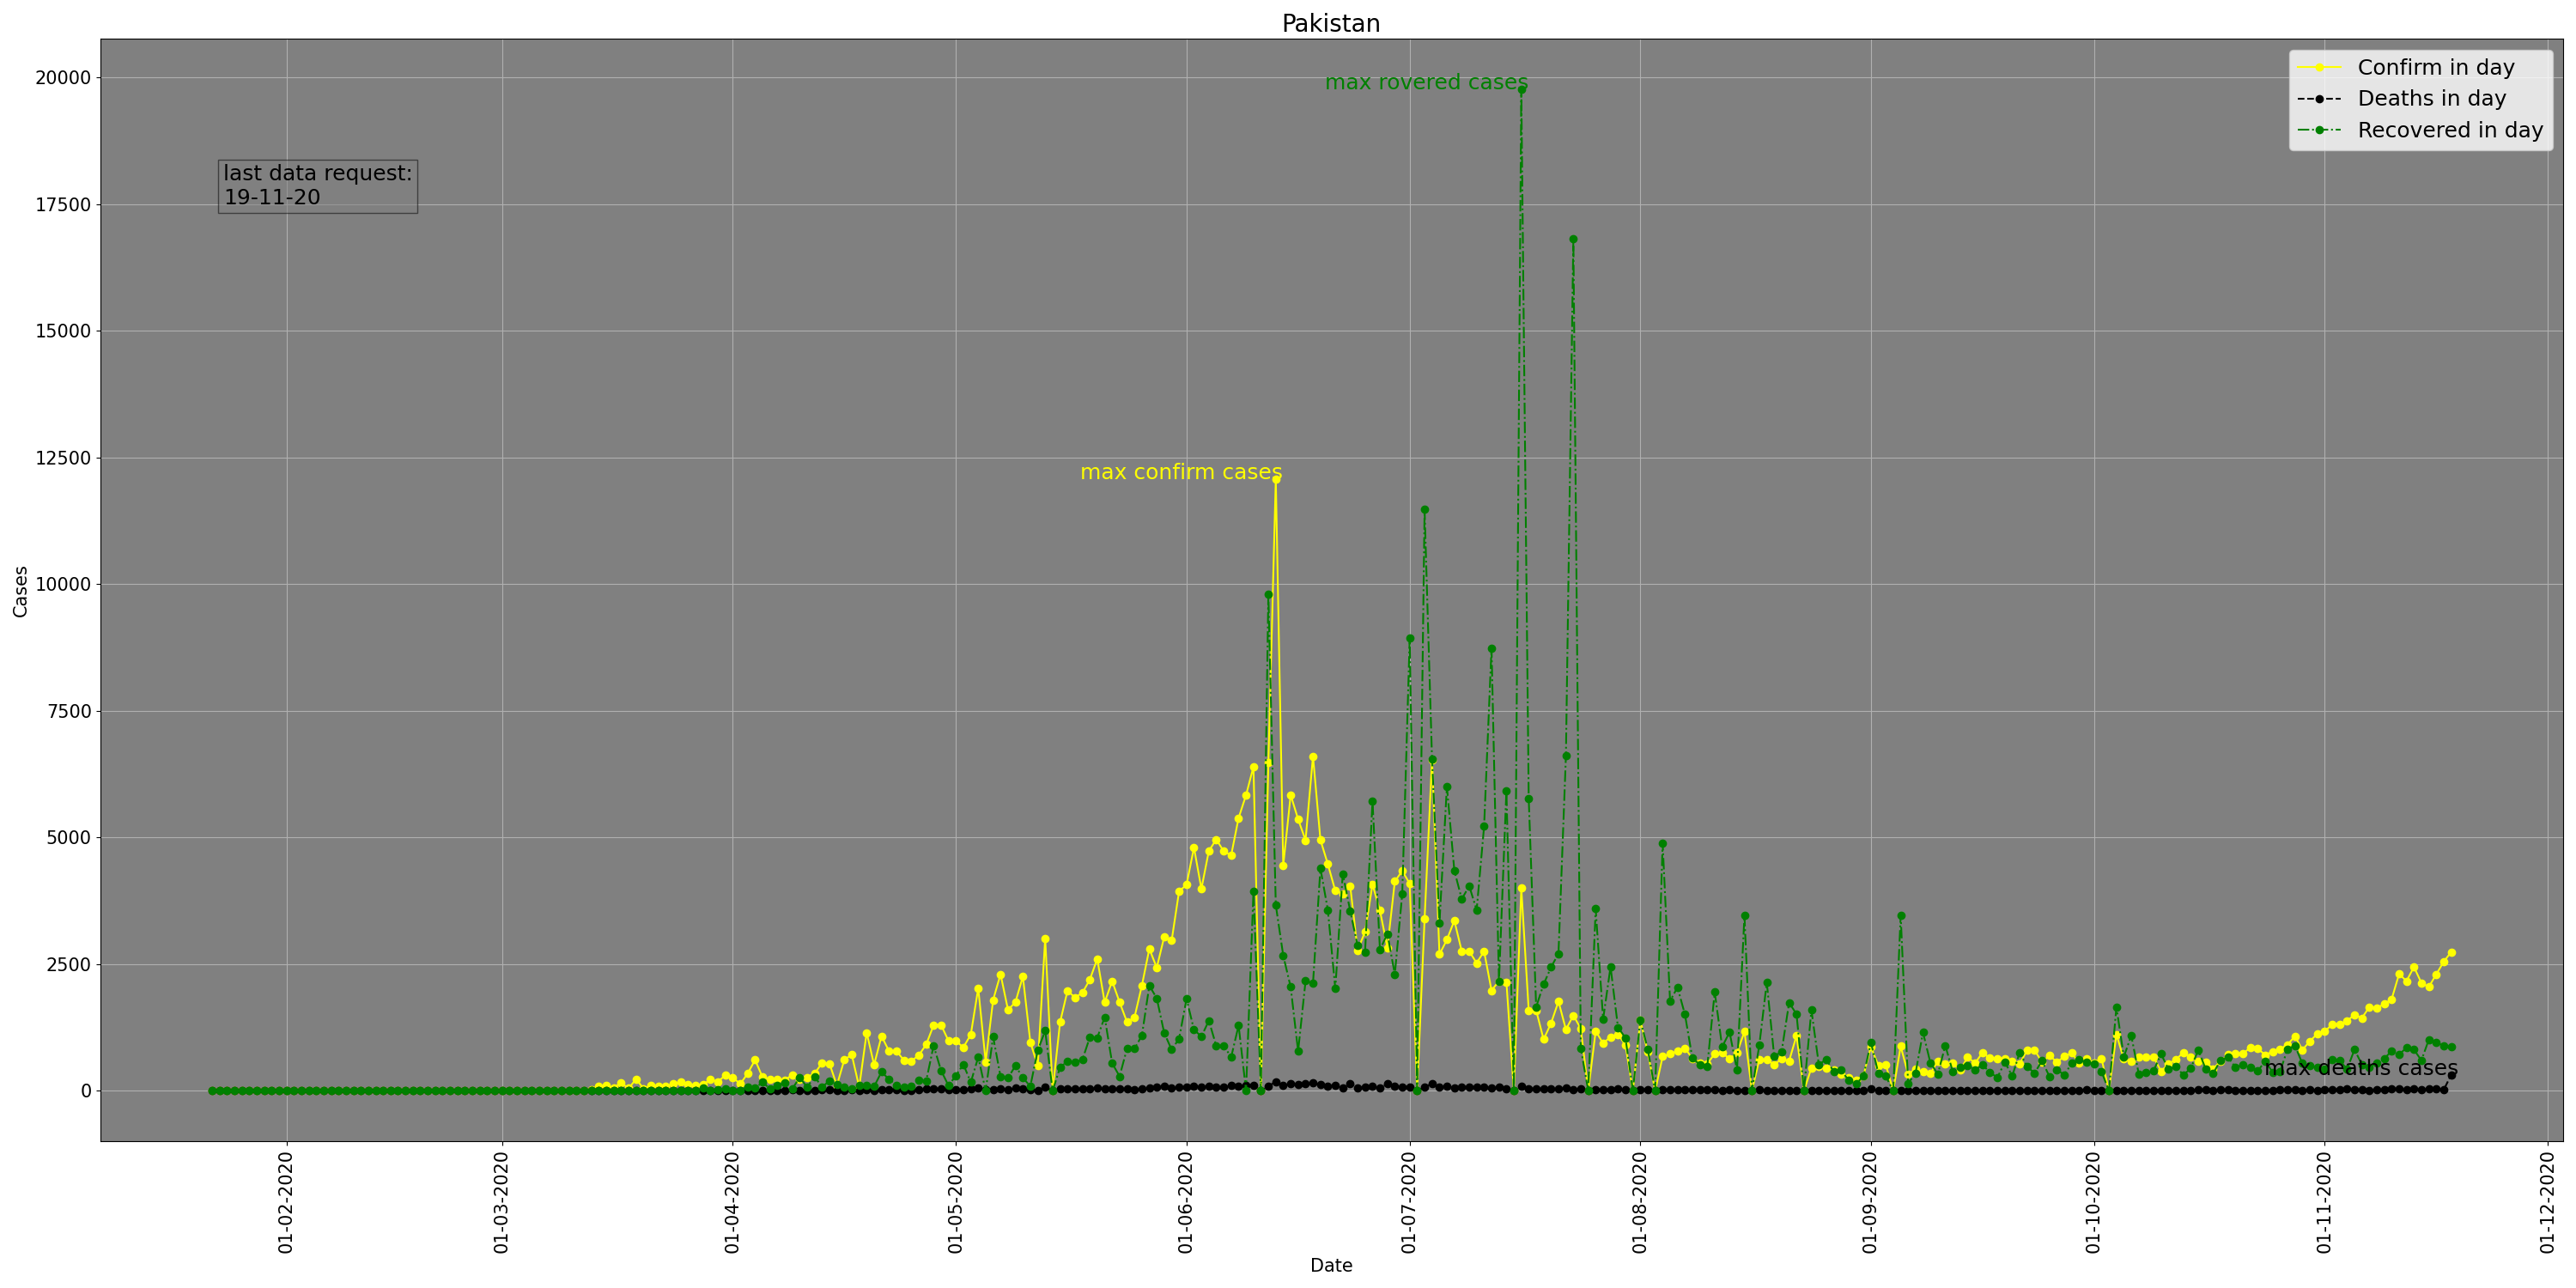 Pakistan
20000
17500
15000
12500
10000
7500
5000
2500
0
Cases
last data request:
19-11-20
max rovered cases
max confirm cases
max deaths cases
Confirm in day
Deaths in day
Recovered in day
01-02-2020
01-03-2020
01-04-2020
01-05-2020
01-06-2020
01-07-2020
01-08-2020
01-09-2020
01-10-2020
01-11-2020
01-12-2020
Date